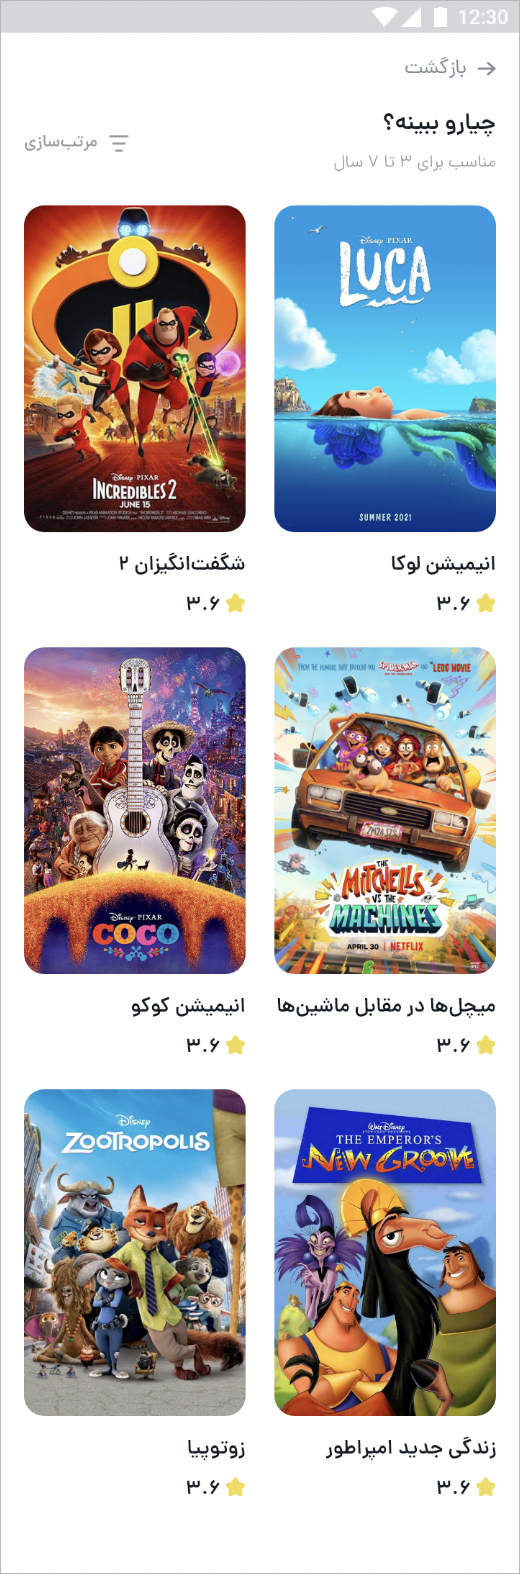 12:30
بازگشت
چیارو ببینه؟
مناسب برای ۳ تا ۷ سال
مرتب‌سازی
Disney PIXAR
LUCA
SUMMER 2021
انیمیشن لوکا
۳.۶
Disney PIXAR
INCREDIBLES 2
JUNE 15
شگفت‌انگیزان ۲
۳.۶
FROM THE HUMANS THAT BROUGHT YOU SPIDER-MAN AND THE LEGO MOVIE
THE
MITCHELLS
VS THE
MACHINES
APRIL 30 | NETFLIX
میچل‌ها در مقابل ماشین‌ها
۳.۶
Disney PIXAR
COCO
انیمیشن کوکو
۳.۶
WALT DISNEY
THE EMPEROR'S
NEW GROOVE
زندگی جدید امپراطور
۳.۶
Disney
ZOOTROPOLIS
زوتوپیا
۳.۶